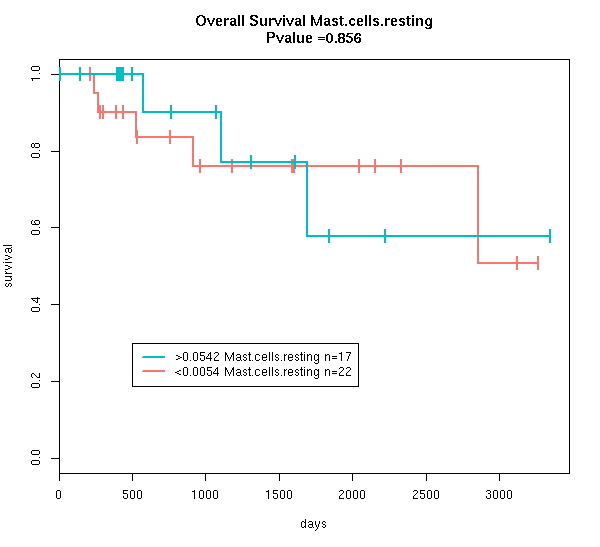 Overall Survival Mast.cells.resting
Pvalue =0.856
1.0
0.8
0.6
0.4
0.2
0.0
survival
>0.0542 Mast.cells.resting n=17
<0.0054 Mast.cells.resting n=22
0 500 1000 1500 2000 2500 3000
days